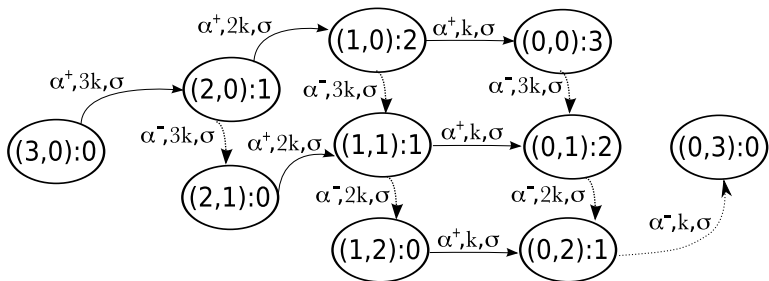 α⁺,2k,σ
(1,0):2
α⁺,k,σ
(0,0):3
α⁺,3k,σ
(2,0):1
α⁻,3k,σ
α⁻,3k,σ
(3,0):0
α⁻,3k,σ
α⁺,2k,σ
(1,1):1
α⁺,k,σ
(0,1):2
(0,3):0
(2,1):0
α⁻,2k,σ
α⁻,2k,σ
α⁻,k,σ
(1,2):0
α⁺,k,σ
(0,2):1